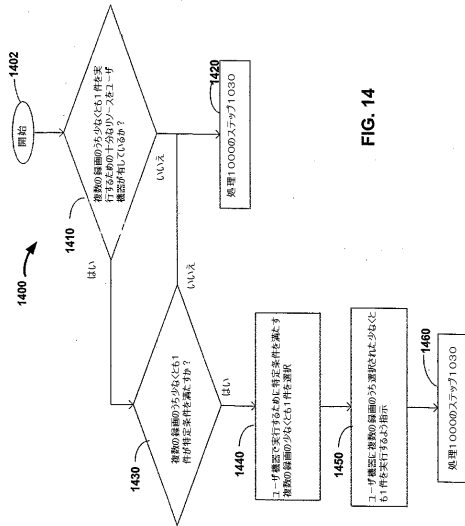 1400
開始
1402
複数の録画のうち少なくとも1件を実
行するための十分なリソースをユーザ
機器が有しているか？
1410
はい
いいえ
処理1000のステップ1030
1420
複数の録画のうち少なくとも1
件が特定条件を満たすか？
1430
いいえ
はい
ユーザ機器で実行するために特定条件を満たす
複数の録画の少なくとも1件を選択
1440
ユーザ機器に複数の録画のうち選択された少なくと
も1件を実行するよう指示
1450
処理1000のステップ1030
1460
FIG. 14